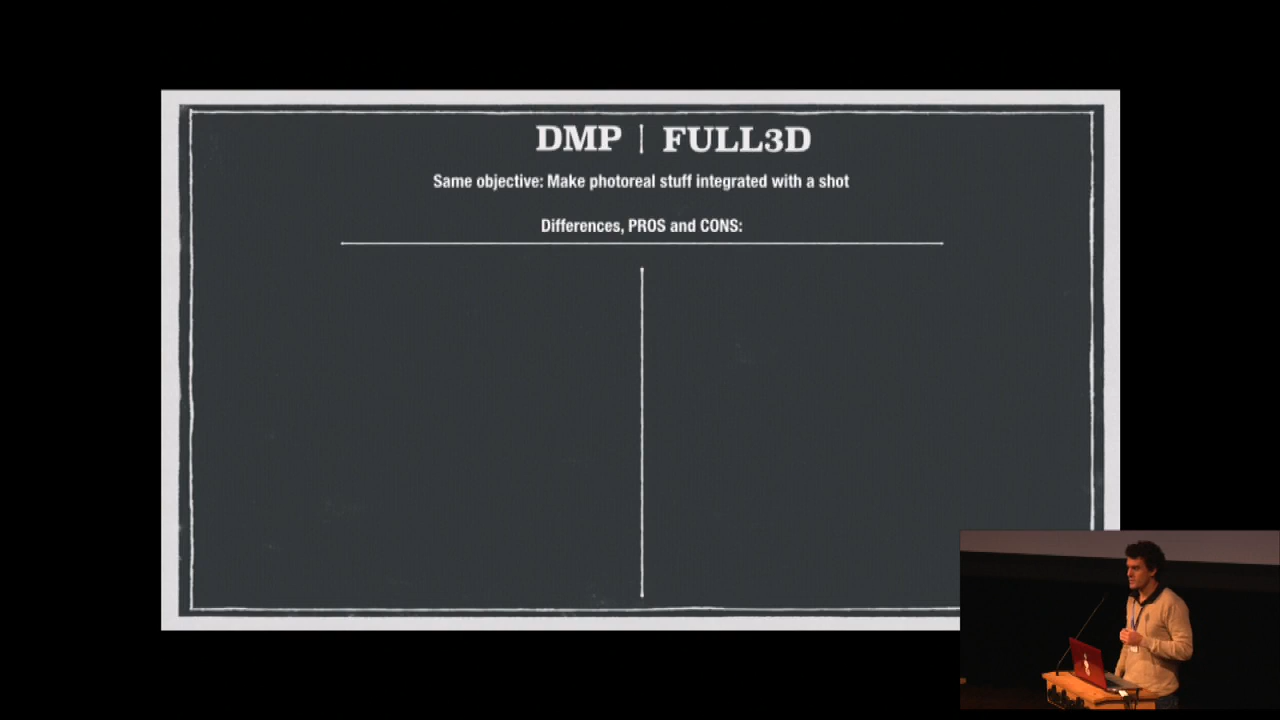 DMP | FULL3D
Same objective: Make photoreal stuff integrated with a shot
Differences, PROS and CONS: